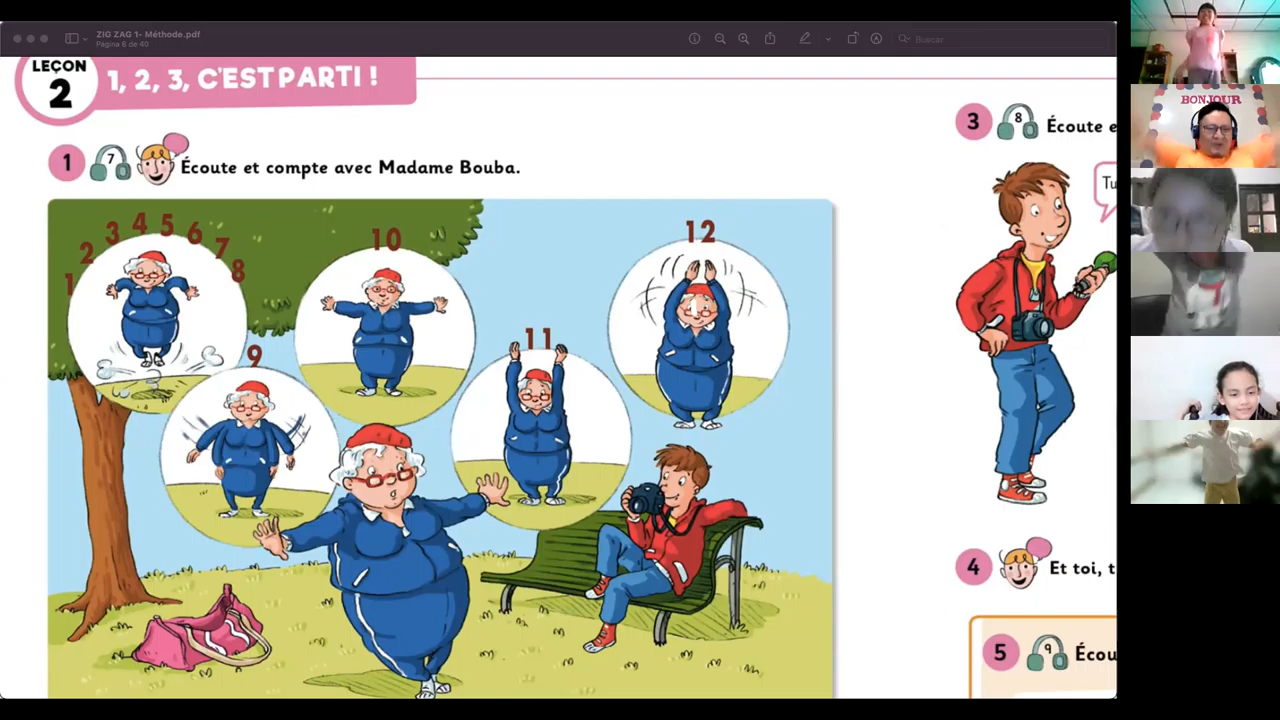 ZIG ZAG 1- Méthode.pdf
Página 6 de 40
Buscar
LEÇON
2
1, 2, 3, C'EST PARTI !
1 7 Écoute et compte avec Madame Bouba.
1 2 3 4 5 6 7 8
9
10
11
12
3 8 Écoute e
Tu
4 Et toi, t
5 9 Écou
BONJOUR